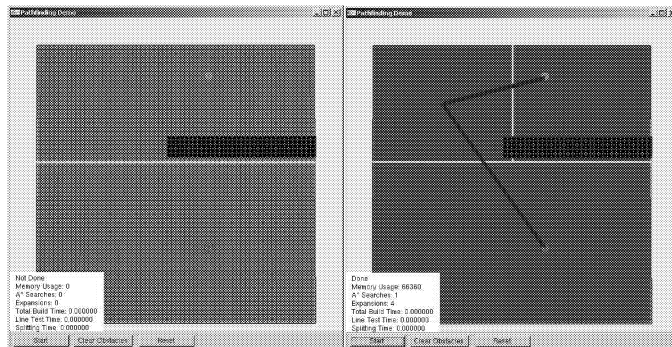 Pathfinding Demo
Not Done
Memory Usage: 0
A* Searches: 0
Expansions: 0
Total Build Time: 0.000000
Line Test Time: 0.000000
Splitting Time: 0.000000
Start Clear Obstacles Reset
Pathfinding Demo
Done
Memory Usage: 66360
A* Searches: 1
Expansions: 4
Total Build Time: 0.000000
Line Test Time: 0.000000
Splitting Time: 0.000000
Start Clear Obstacles Reset